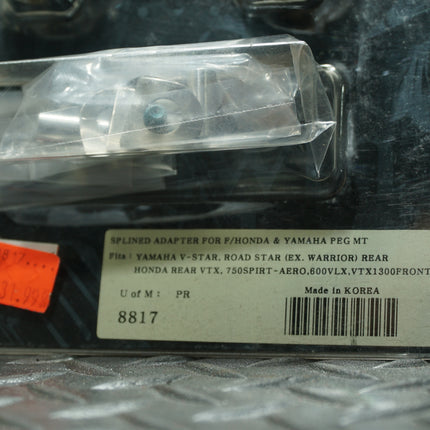 SPLINED ADAPTER FOR F/HONDA & YAMAHA PEG MT
Fits: YAMAHA V-STAR, ROAD STAR (EX. WARRIOR) REAR
HONDA REAR VTX, 750SPIRT-AERO,600VLX,VTX1300FRONT
U of M: PR
Made in KOREA
8817